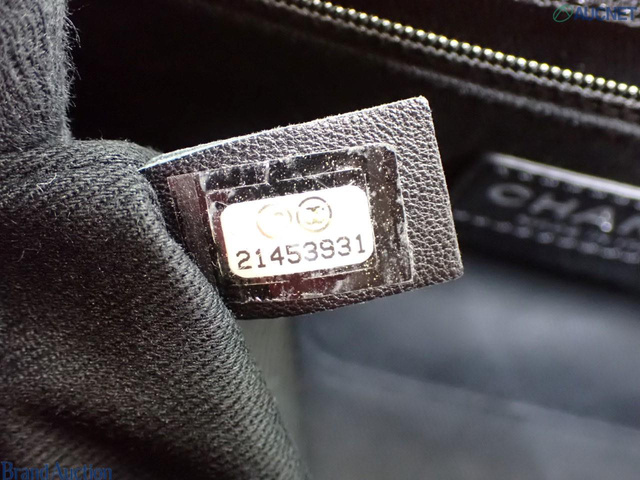 AUCNET
21453931
CHAN
Brand Auction